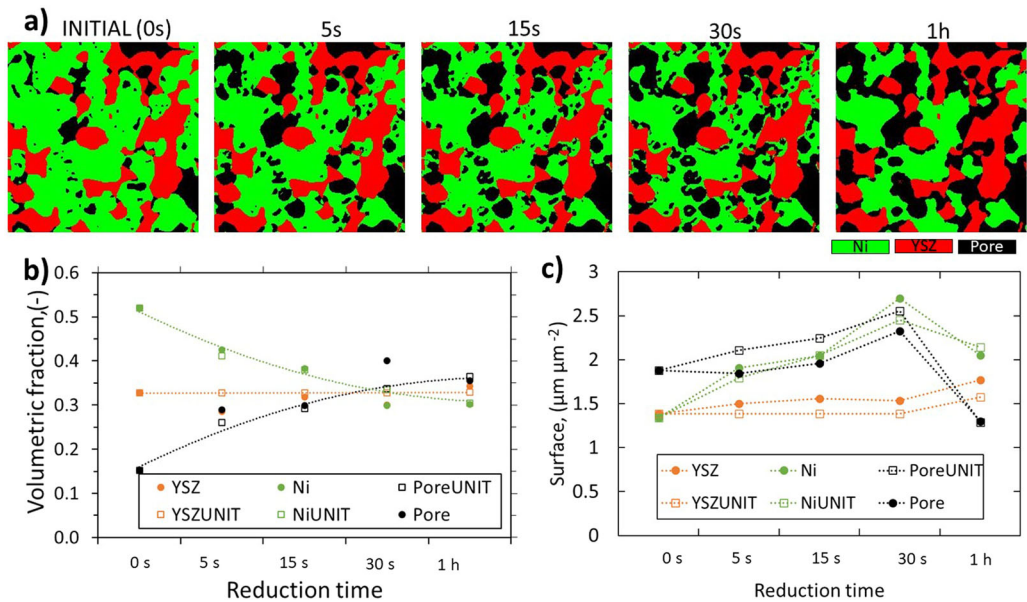 a)
INITIAL (0s) 5s 15s 30s 1h
Ni YSZ Pore
b)
0.6
0.5
0.4
0.3
0.2
0.1
0.0
Volumetric fraction,(-)
YSZ Ni PoreUNIT
YSZUNIT NiUNIT Pore
0 s 5 s 15 s 30 s 1 h
Reduction time
c)
3
2.5
2
1.5
1
0.5
0
Surface, (µm µm⁻²)
YSZ Ni PoreUNIT
YSZUNIT NiUNIT Pore
0 s 5 s 15 s 30 s 1 h
Reduction time